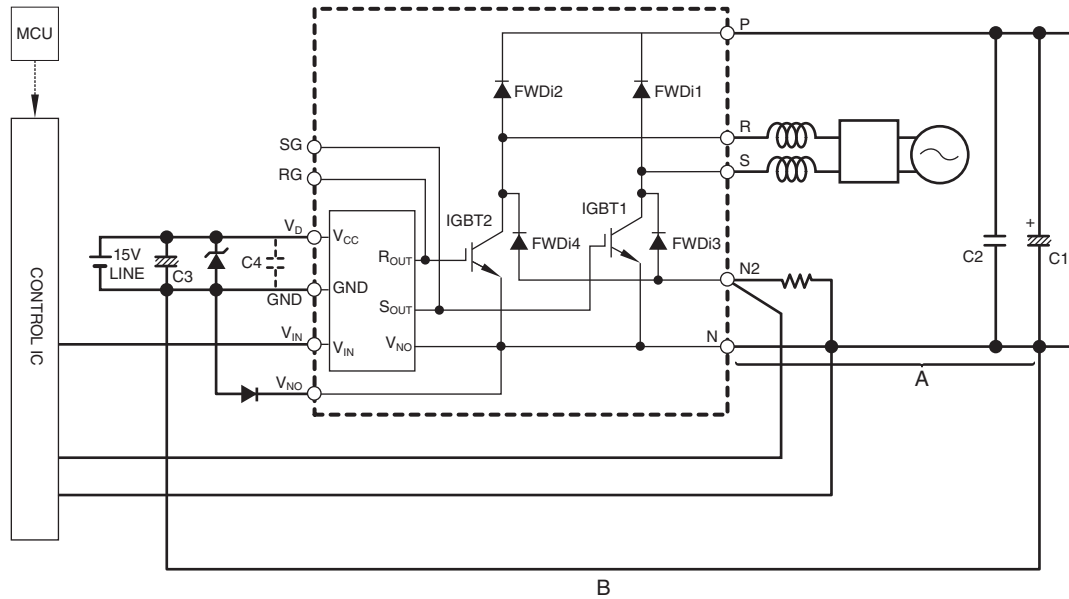 MCU
CONTROL IC
P
FWDi2
FWDi1
R
S
SG
RG
IGBT2
IGBT1
VD
VCC
15V
LINE
C3
C4
ROUT
FWDi4
FWDi3
N2
C2
+
C1
GND
GND
SOUT
VIN
VIN
VNO
N
A
VNO
B